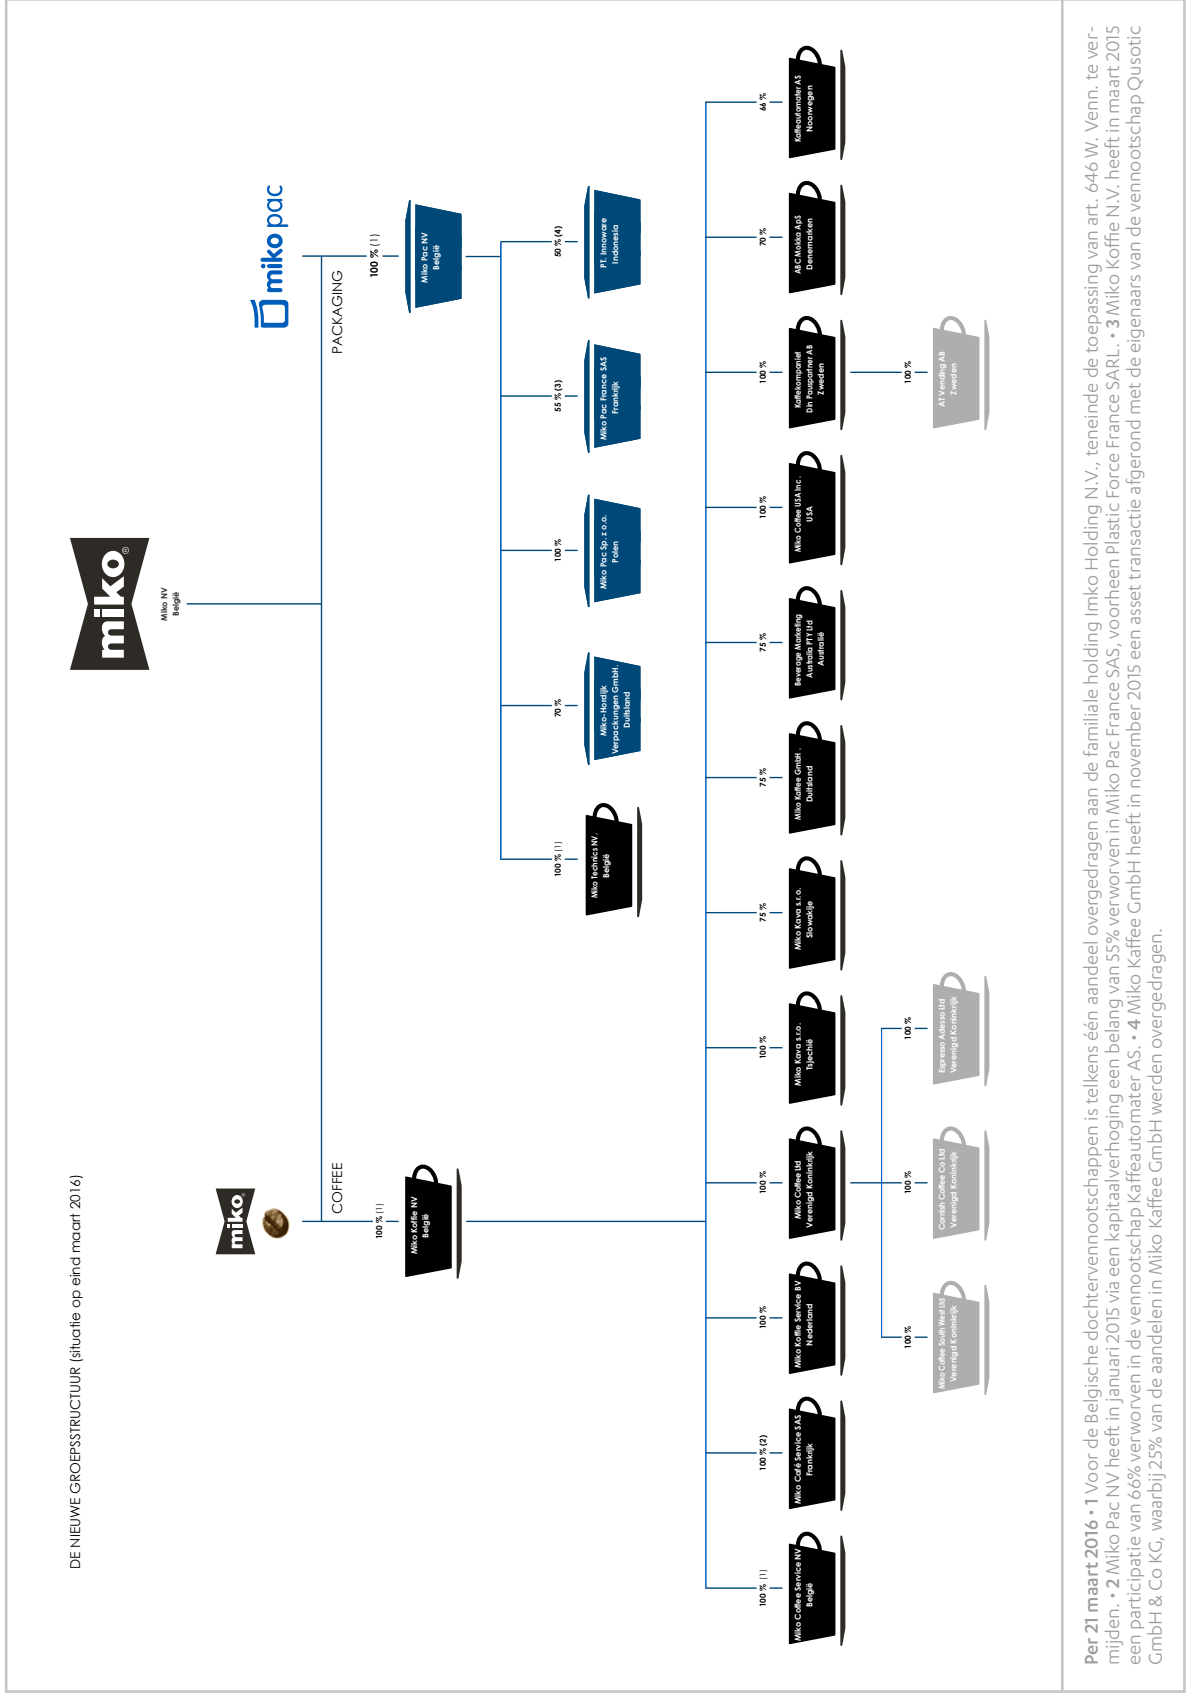 DE NIEUWE GROEPSSTRUCTUUR (situatie op eind maart 2016)
miko®
Miko NV
België
miko
COFFEE
100 % (1)
Miko Koffie NV
België
mikopac
PACKAGING
100 % (1)
Miko Pac NV
België
100 % (1)
Miko Technics NV.
België
70 %
Miko-Hordijk
Verpackungen GmbH.
Duitsland
100 %
Miko Pac Sp. z o.o.
Polen
55 % (3)
Miko Pac France SAS
Frankrijk
50 % (4)
PT. Innoware
Indonesia
100 % (1)
Miko Coffee Service NV
België
100 % (2)
Miko Café Service SAS
Frankrijk
100 %
Miko Koffie Service BV
Nederland
100 %
Miko Coffee Ltd
Verenigd Koninkrijk
100 %
Miko Kava s.r.o.
Tsjechië
75 %
Miko Kava s.r.o.
Slowakije
75 %
Miko Kaffee GmbH.
Duitsland
75 %
Beverage Marketing
Australia PTY Ltd
Australië
100 %
Miko Coffee USA Inc.
USA
100 %
Kaffekompaniet
Din Pauspartner AB
Zweden
70 %
ABC Mokka ApS
Denemarken
66 %
Kaffeautomater AS
Noorwegen
100 %
Miko Coffee South West Ltd
Verenigd Koninkrijk
100 %
Cornish Coffee Co Ltd
Verenigd Koninkrijk
100 %
Espresso Adesso Ltd
Verenigd Koninkrijk
100 %
AT Vending AB
Zweden
Per 21 maart 2016 • 1 Voor de Belgische dochtervennootschappen is telkens één aandeel overgedragen aan de familiale holding Imko Holding N.V., teneinde de toepassing van art. 646 W. Venn. te ver-
mijden. • 2 Miko Pac NV heeft in januari 2015 via een kapitaalverhoging een belang van 55% verworven in Miko Pac France SAS, voorheen Plastic Force France SARL. • 3 Miko Koffie N.V. heeft in maart 2015
een participatie van 66% verworven in de vennootschap Kaffeautomater AS. • 4 Miko Kaffee GmbH heeft in november 2015 een asset transactie afgerond met de eigenaars van de vennootschap Qusotic
GmbH & Co KG, waarbij 25% van de aandelen in Miko Kaffee GmbH werden overgedragen.